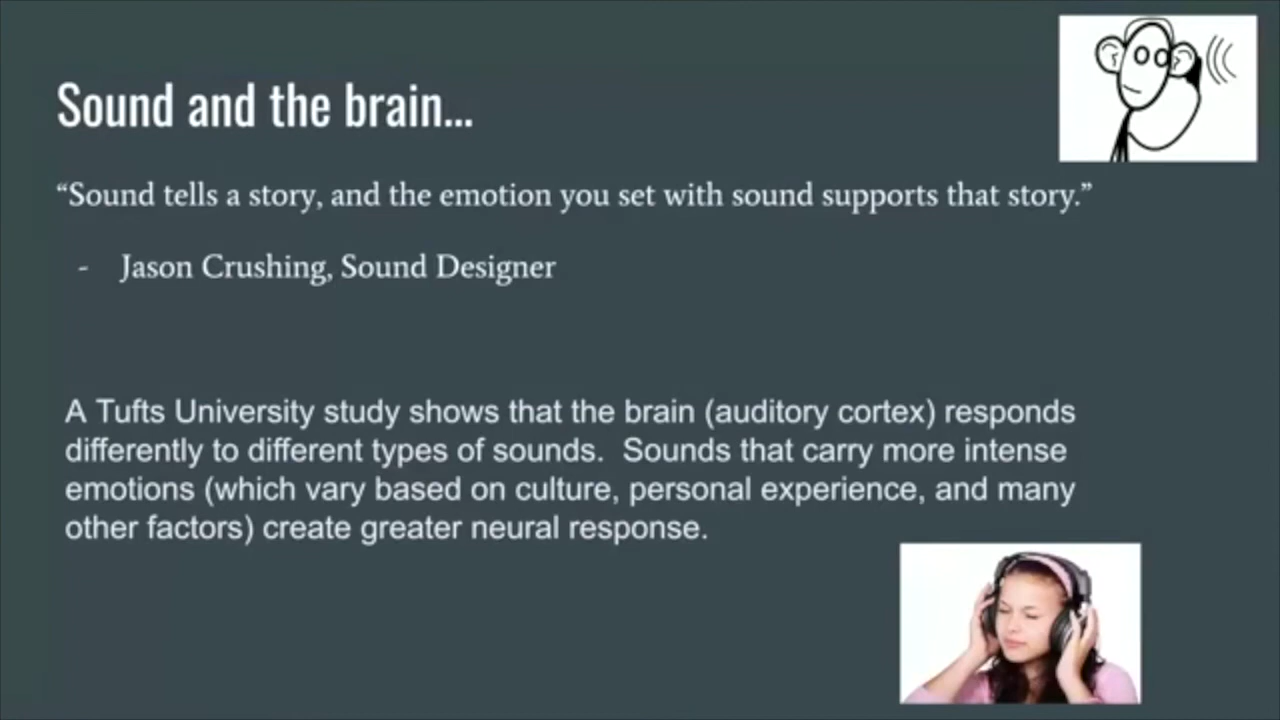 Sound and the brain...
“Sound tells a story, and the emotion you set with sound supports that story.”
- Jason Crushing, Sound Designer
A Tufts University study shows that the brain (auditory cortex) responds
differently to different types of sounds.  Sounds that carry more intense
emotions (which vary based on culture, personal experience, and many
other factors) create greater neural response.